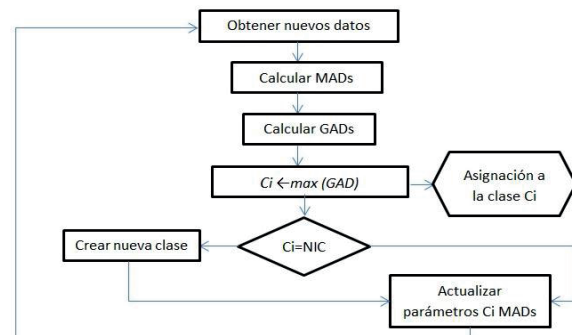 Obtener nuevos datos
Calcular MADs
Calcular GADs
Ci ←max (GAD)
Asignación a
la clase Ci
Ci=NIC
Crear nueva clase
Actualizar
parámetros Ci MADs